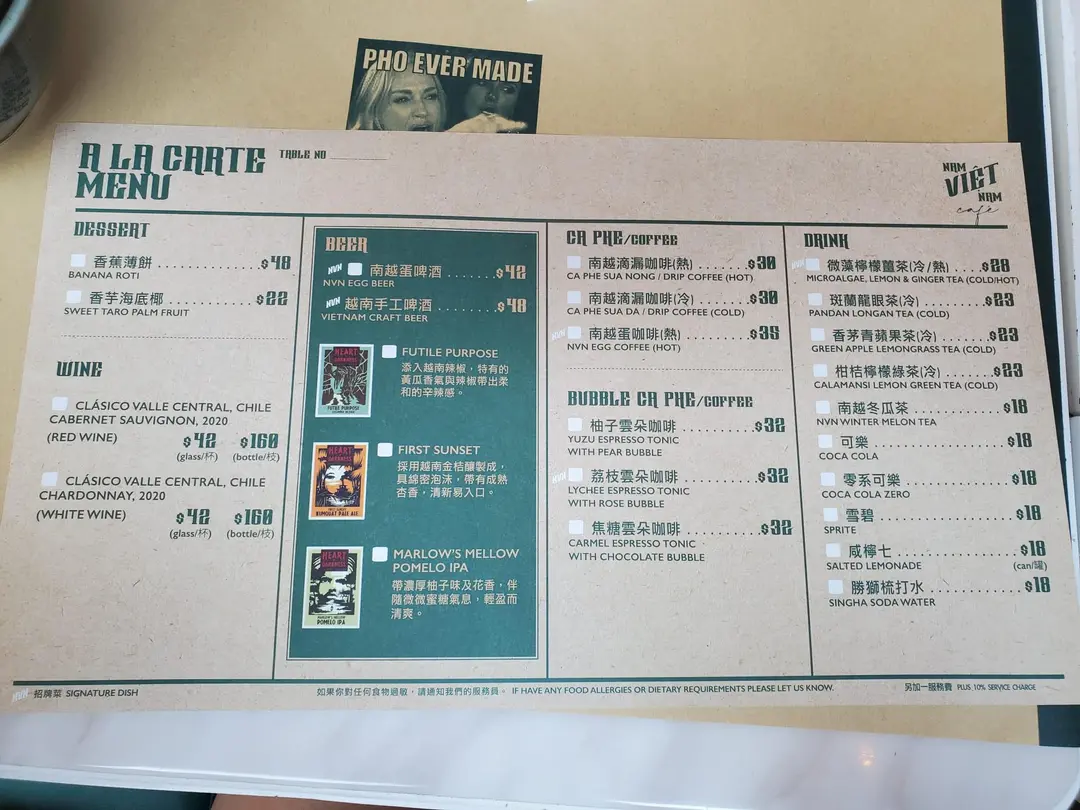 PHO EVER MADE
A LA CARTE
MENU
TABLE NO
NAM
VIỆT
NAM
café
DESSERT
香蕉薄餅 $48
BANANA ROTI
香芋海底椰 $22
SWEET TARO PALM FRUIT
WINE
CLÁSICO VALLE CENTRAL, CHILE
CABERNET SAUVIGNON, 2020
(RED WINE) $42 $160
(glass/杯) (bottle/枝)
CLÁSICO VALLE CENTRAL, CHILE
CHARDONNAY, 2020
(WHITE WINE) $42 $160
(glass/杯) (bottle/枝)
BEER
NVN 南越蛋啤酒 $42
NVN EGG BEER
NVN 越南手工啤酒 $48
VIETNAM CRAFT BEER
HEART
DARKNESS
FUTILE PURPOSE
FUTILE PURPOSE
添入越南辣椒，特有的
黃瓜香氣與辣椒帶出柔
和的辛辣感。
HEART
DARKNESS
FIRST SUNSET
KUMQUAT PALE ALE
FIRST SUNSET
採用越南金桔釀製成，
具綿密泡沫，帶有成熟
杏香，清新易入口。
HEART
DARKNESS
MARLOW'S MELLOW
POMELO IPA
MARLOW'S MELLOW
POMELO IPA
帶濃厚柚子味及花香，伴
隨微微蜜糖氣息，輕盈而
清爽。
CA PHE/COFFEE
南越滴漏咖啡(熱) $30
CA PHE SUA NONG / DRIP COFFEE (HOT)
南越滴漏咖啡(冷) $30
CA PHE SUA DA / DRIP COFFEE (COLD)
NVN 南越蛋咖啡(熱) $35
NVN EGG COFFEE (HOT)
BUBBLE CA PHE/COFFEE
柚子雲朵咖啡 $32
YUZU ESPRESSO TONIC
WITH PEAR BUBBLE
NVN 荔枝雲朵咖啡 $32
LYCHEE ESPRESSO TONIC
WITH ROSE BUBBLE
焦糖雲朵咖啡 $32
CARMEL ESPRESSO TONIC
WITH CHOCOLATE BUBBLE
DRINK
NVN 微藻檸檬薑茶(冷/熱) $28
MICROALGAE, LEMON & GINGER TEA (COLD/HOT)
斑蘭龍眼茶(冷) $23
PANDAN LONGAN TEA (COLD)
香茅青蘋果茶(冷) $23
GREEN APPLE LEMONGRASS TEA (COLD)
柑桔檸檬綠茶(冷) $23
CALAMANSI LEMON GREEN TEA (COLD)
NVN 南越冬瓜茶 $18
NVN WINTER MELON TEA
可樂 $18
COCA COLA
零系可樂 $18
COCA COLA ZERO
雪碧 $18
SPRITE
咸檸七 $18
SALTED LEMONADE (can/罐)
勝獅梳打水 $18
SINGHA SODA WATER
NVN 招牌菜 SIGNATURE DISH
如果你對任何食物過敏，請通知我們的服務員。 IF HAVE ANY FOOD ALLERGIES OR DIETARY REQUIREMENTS PLEASE LET US KNOW.
另加一服務費 PLUS 10% SERVICE CHARGE